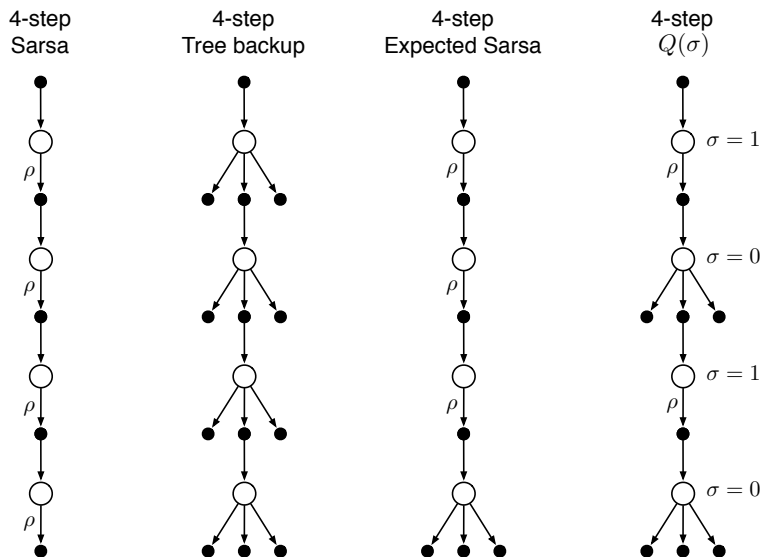 4-step
Sarsa
4-step
Tree backup
4-step
Expected Sarsa
4-step
Q(σ)
ρ
ρ
ρ
ρ
ρ
ρ
ρ
ρ
ρ
σ = 1
σ = 0
σ = 1
σ = 0